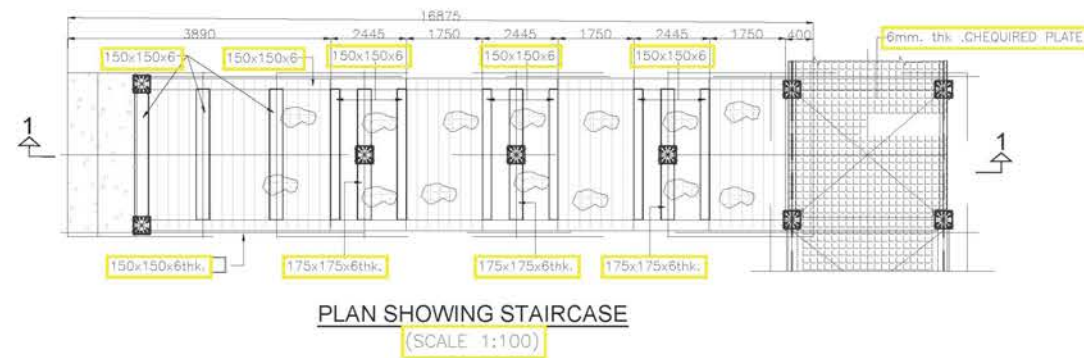 16875
3890 2445 1750 2445 1750 2445 1750 400
6mm. thk .CHEQUIRED PLATE
150x150x6 150x150x6 150x150x6 150x150x6 150x150x6
1 1
150x150x6thk. 175x175x6thk. 175x175x6thk. 175x175x6thk.
PLAN SHOWING STAIRCASE
(SCALE 1:100)